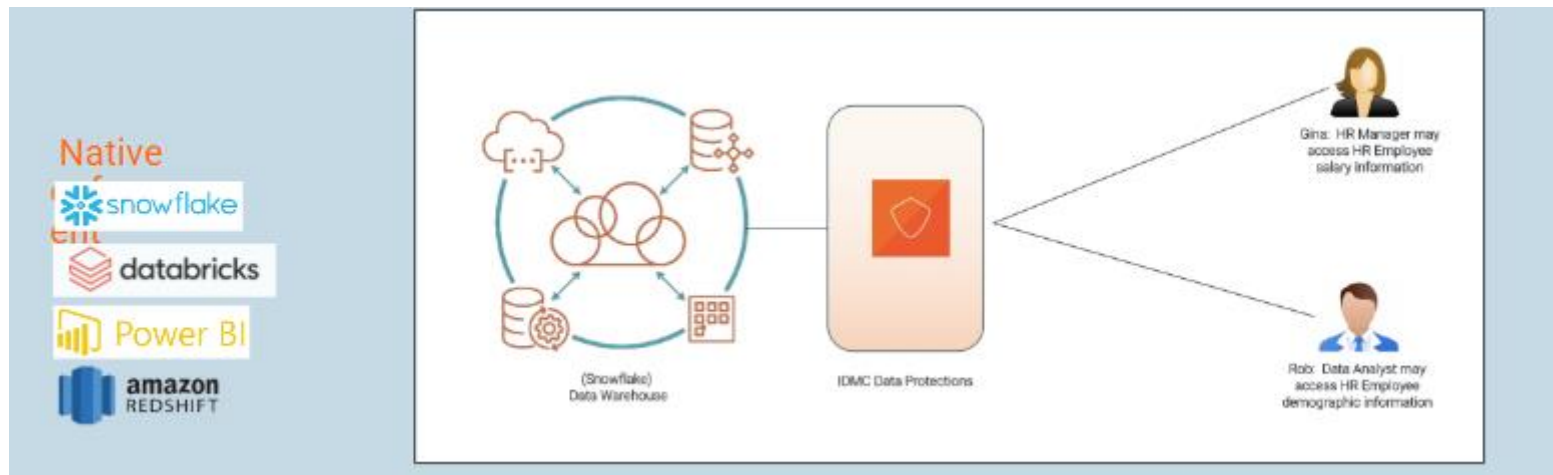 Native
snowflake
ent
databricks
Power BI
amazon
REDSHIFT
(Snowflake)
Data Warehouse
IDMC Data Protections
Gina: HR Manager may
access HR Employee
salary information
Rob: Data Analyst may
access HR Employee
demographic information